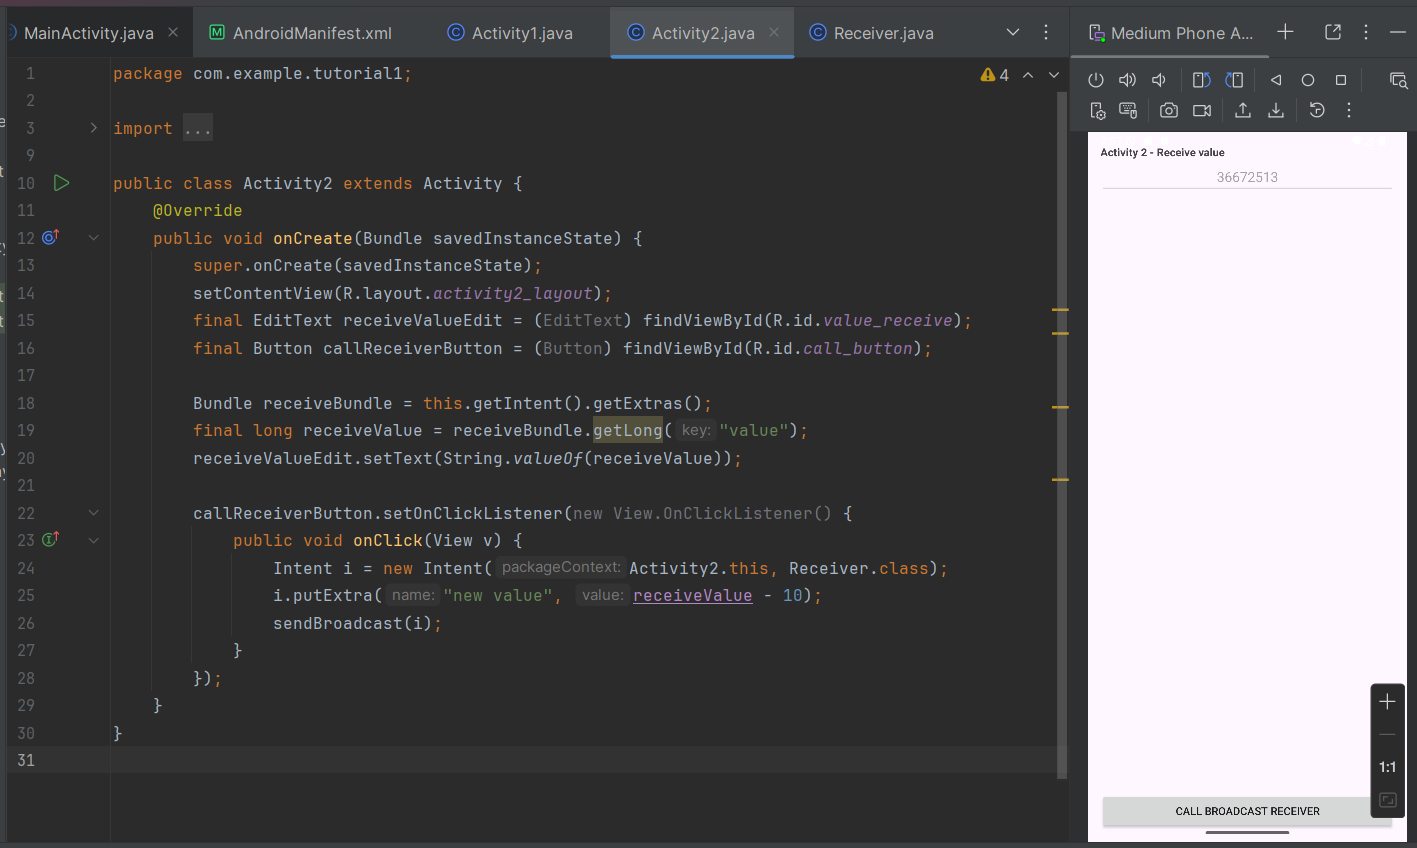 MainActivity.java AndroidManifest.xml Activity1.java Activity2.java Receiver.java
Medium Phone A...
1 package com.example.tutorial1;
4
2
3 import ...
9
10 public class Activity2 extends Activity {
11 @Override
12 public void onCreate(Bundle savedInstanceState) {
13 super.onCreate(savedInstanceState);
14 setContentView(R.layout.activity2_layout);
15 final EditText receiveValueEdit = (EditText) findViewById(R.id.value_receive);
16 final Button callReceiverButton = (Button) findViewById(R.id.call_button);
17
18 Bundle receiveBundle = this.getIntent().getExtras();
19 final long receiveValue = receiveBundle.getLong( key: "value");
20 receiveValueEdit.setText(String.valueOf(receiveValue));
21
22 callReceiverButton.setOnClickListener(new View.OnClickListener() {
23 public void onClick(View v) {
24 Intent i = new Intent( packageContext: Activity2.this, Receiver.class);
25 i.putExtra( name: "new value", value: receiveValue - 10);
26 sendBroadcast(i);
27 }
28 });
29 }
30 }
31
Activity 2 - Receive value
36672513
1:1
CALL BROADCAST RECEIVER